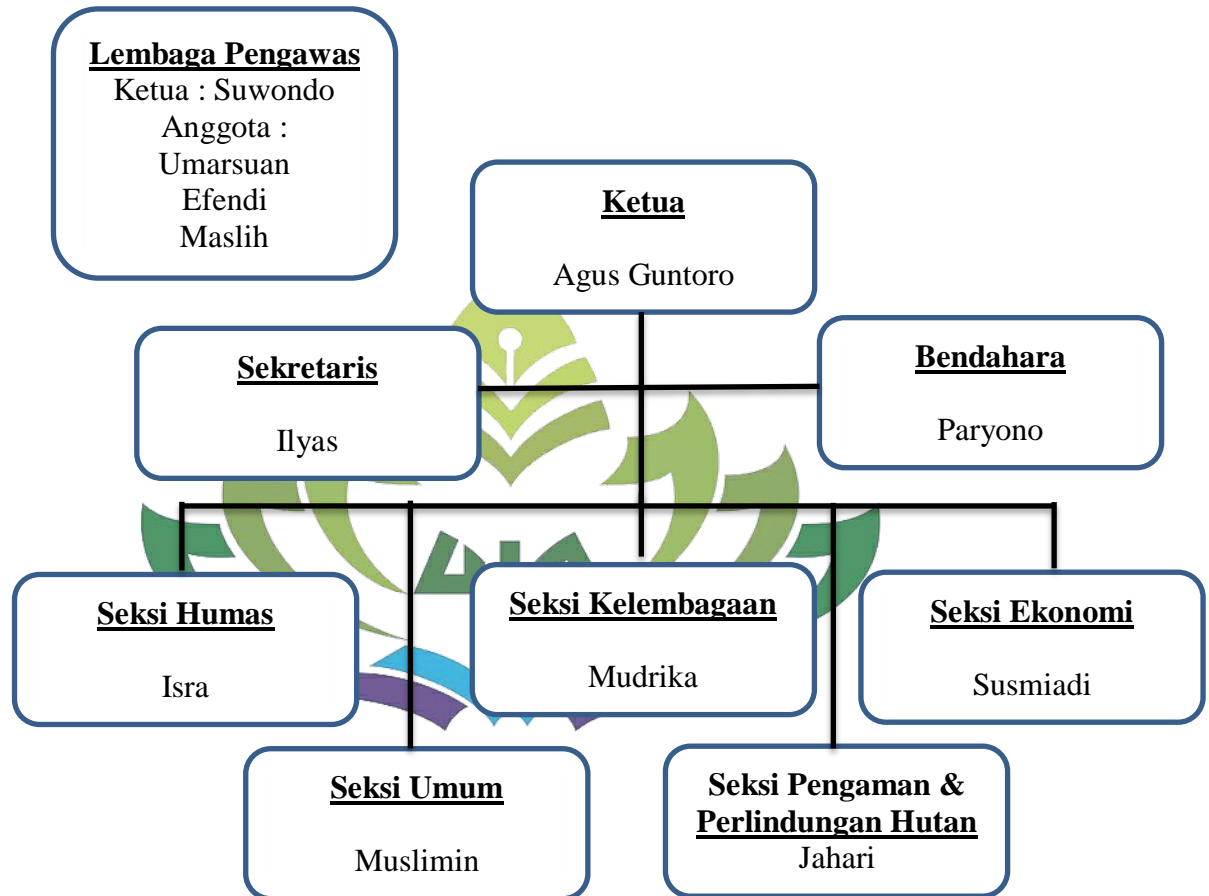 Lembaga Pengawas
Ketua : Suwondo
Anggota :
Umarsuan
Efendi
Maslih
Ketua
Agus Guntoro
Sekretaris
Ilyas
Bendahara
Paryono
Seksi Humas
Isra
Seksi Kelembagaan
Mudrika
Seksi Ekonomi
Susmiadi
Seksi Umum
Muslimin
Seksi Pengaman &
Perlindungan Hutan
Jahari